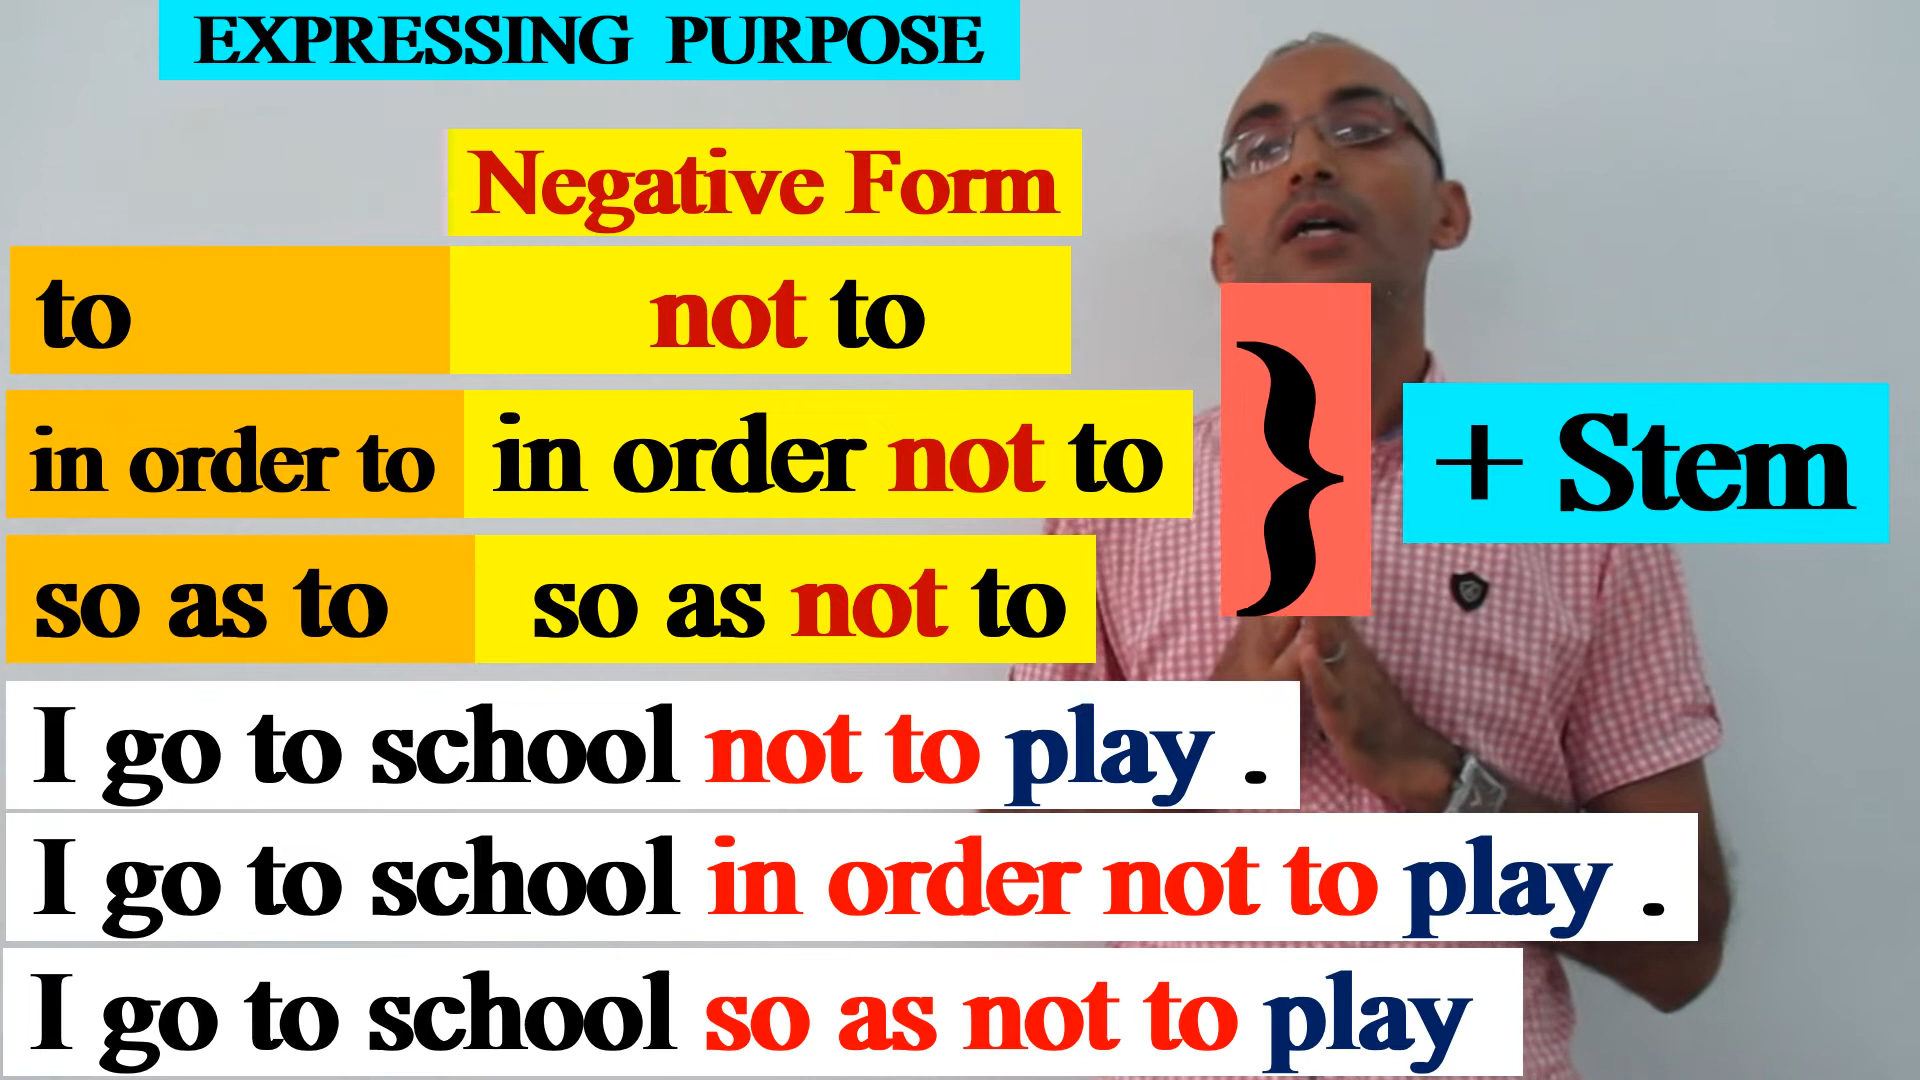 EXPRESSING PURPOSE
Negative Form
to not to
in order to in order not to
so as to so as not to
} + Stem
I go to school not to play .
I go to school in order not to play .
I go to school so as not to play